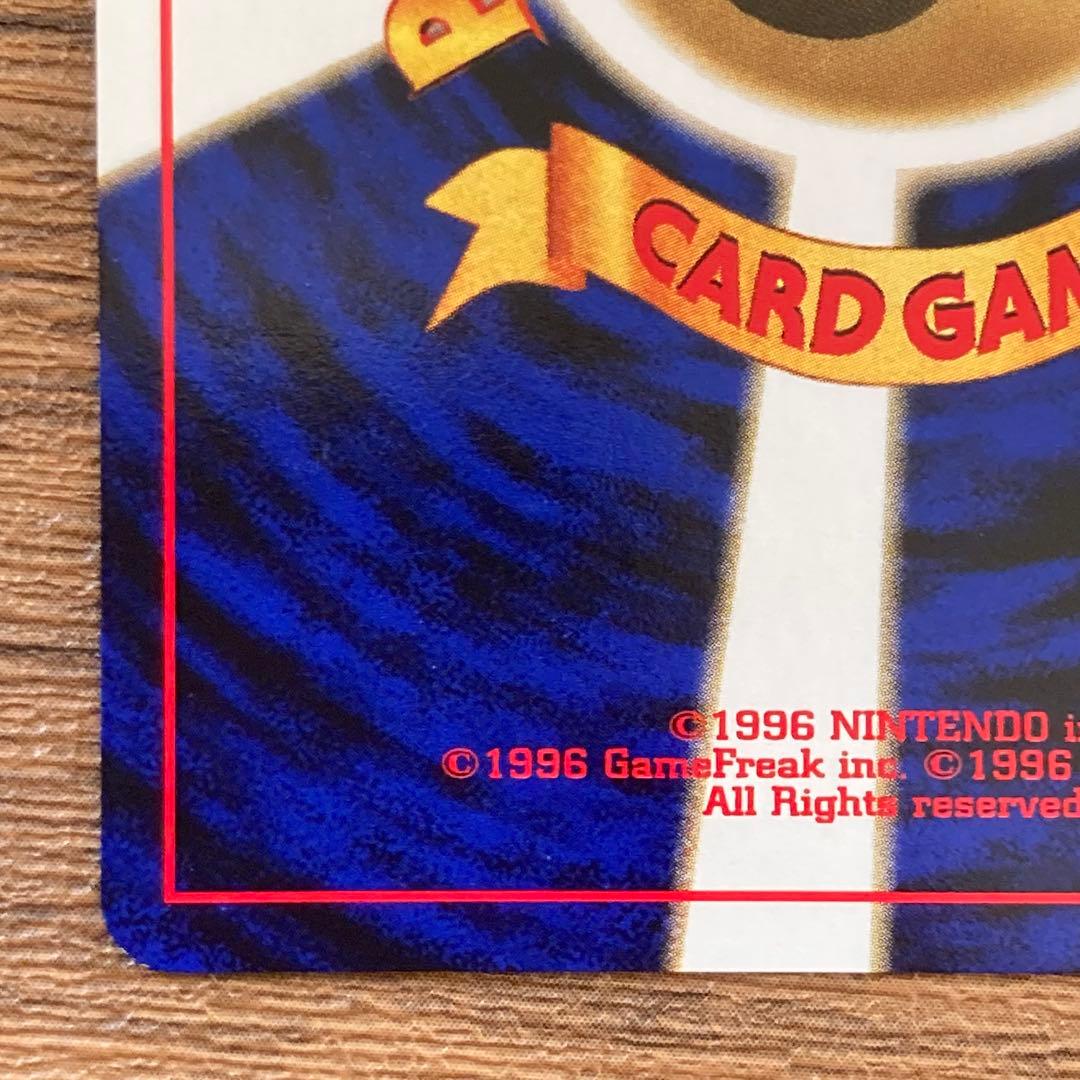 P
CARD GAM
©1996 NINTENDO i
©1996 GameFreak inc. ©1996
All Rights reserved